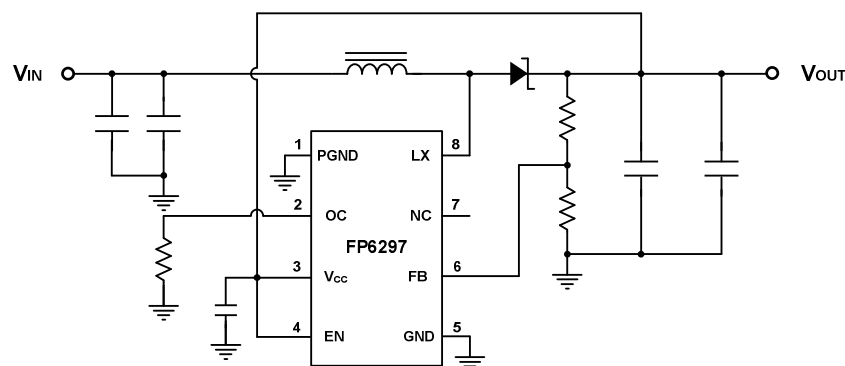 VIN
VOUT
1 PGND LX 8
2 OC NC 7
FP6297
3 VCC FB 6
4 EN GND 5